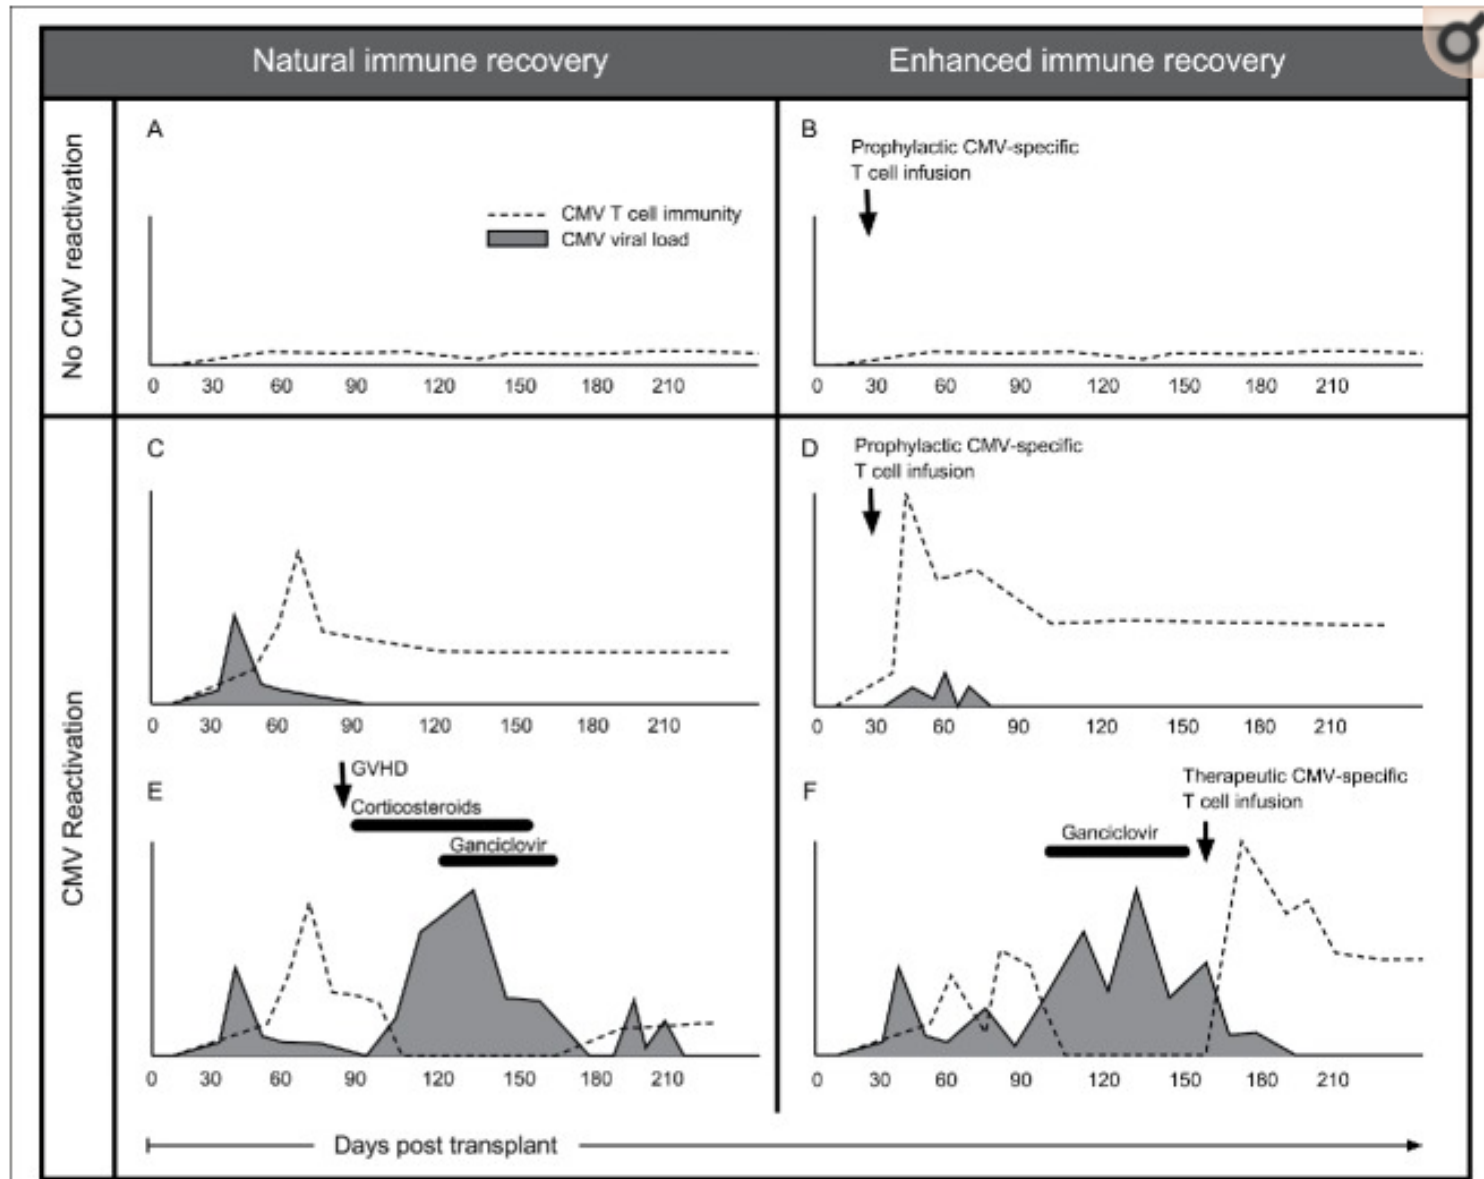 Natural immune recovery
Enhanced immune recovery
No CMV reactivation
A
CMV T cell immunity
CMV viral load
0 30 60 90 120 150 180 210
B
Prophylactic CMV-specific
T cell infusion
0 30 60 90 120 150 180 210
CMV Reactivation
C
0 30 60 90 120 150 180 210
D
Prophylactic CMV-specific
T cell infusion
0 30 60 90 120 150 180 210
E
GVHD
Corticosteroids
Ganciclovir
0 30 60 90 120 150 180 210
F
Therapeutic CMV-specific
T cell infusion
Ganciclovir
0 30 60 90 120 150 180 210
Days post transplant